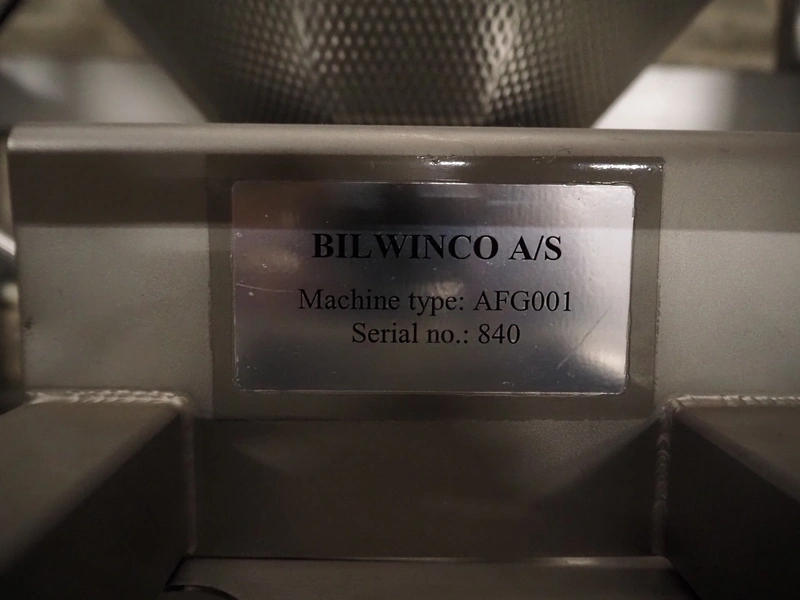 BILWINCO A/S
Machine type: AFG001
Serial no.: 840